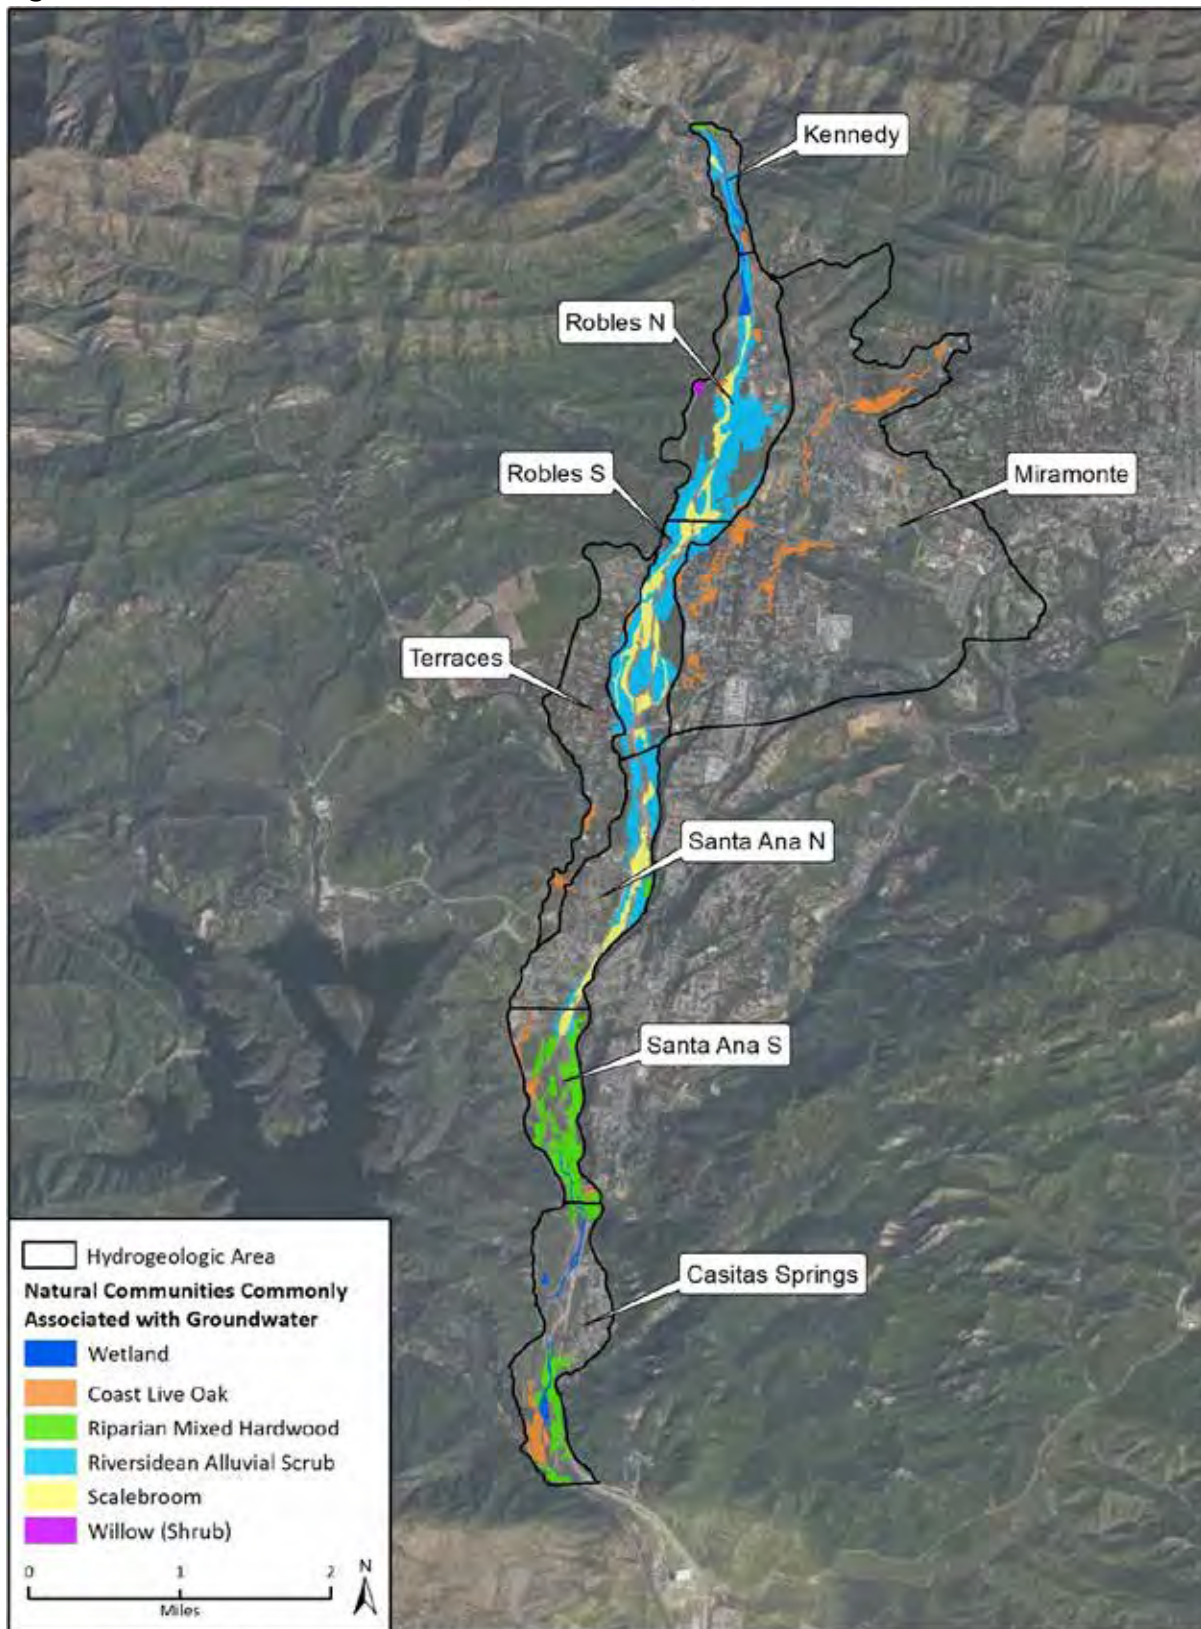 Kennedy
Robles N
Robles S
Miramonte
Terraces
Santa Ana N
Santa Ana S
Casitas Springs
Hydrogeologic Area
Natural Communities Commonly
Associated with Groundwater
Wetland
Coast Live Oak
Riparian Mixed Hardwood
Riversidean Alluvial Scrub
Scalebroom
Willow (Shrub)
0 1 2
Miles
N